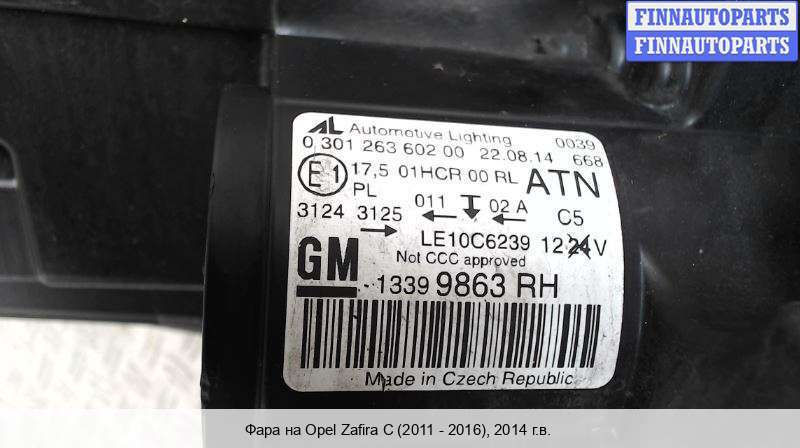 FINNAUTOPARTS
FINNAUTOPARTS
AL Automotive Lighting 0039
0 301 263 602 00 22.08.14 668
E1 17,5 01HCR 00 RL ATN
PL 011 02 A C5
3124 3125
LE10C6239 12 24 V
Not CCC approved
GM
1339 9863 RH
Made in Czech Republic
Фара на Opel Zafira C (2011 - 2016), 2014 г.в.